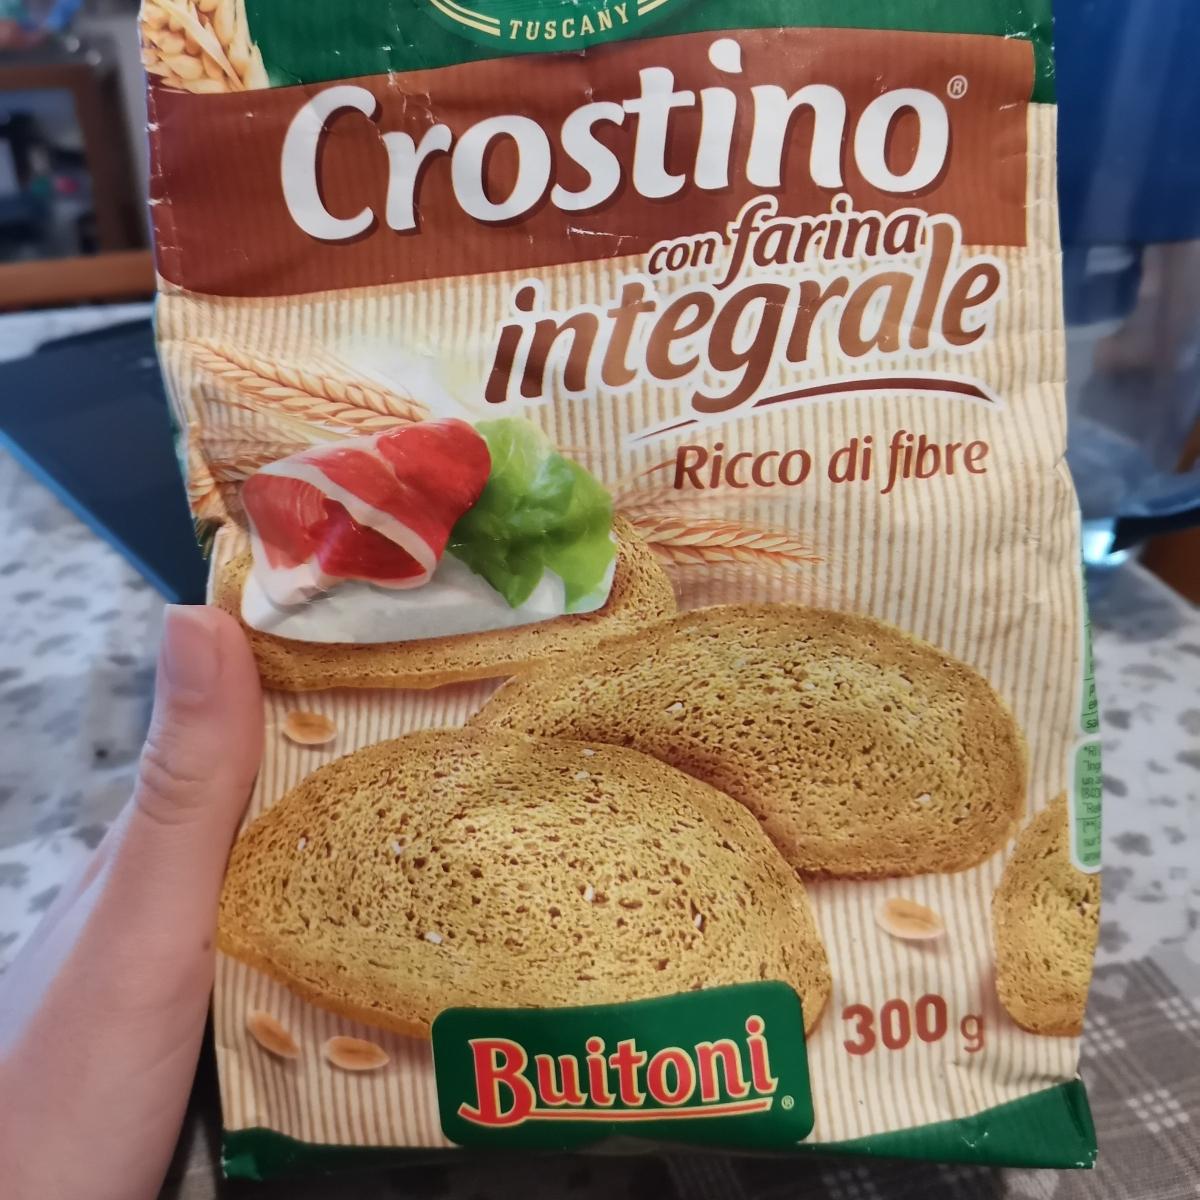 TUSCANY
Crostino®
con farina
integrale
Ricco di fibre
300 g
Buitoni®